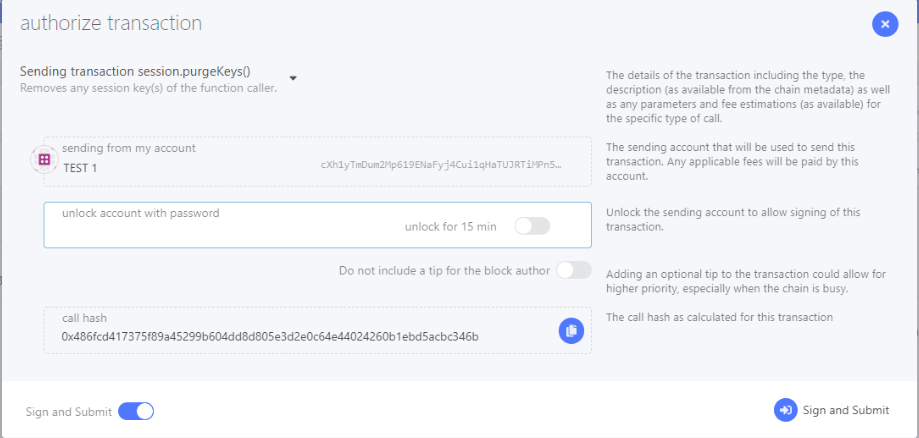 authorize transaction
Sending transaction session.purgeKeys()
Removes any session key(s) of the function caller.
The details of the transaction including the type, the
description (as available from the chain metadata) as well
as any parameters and fee estimations (as available) for
the specific type of call.
sending from my account
TEST 1
cXh1yTmDum2Mp619ENaFyj4Cui1qHaTUJRTiMPn5…
The sending account that will be used to send this
transaction. Any applicable fees will be paid by this
account.
unlock account with password
unlock for 15 min
Unlock the sending account to allow signing of this
transaction.
Do not include a tip for the block author
Adding an optional tip to the transaction could allow for
higher priority, especially when the chain is busy.
call hash
0x486fcd417375f89a45299b604dd8d805e3d2e0c64e44024260b1ebd5acbc346b
The call hash as calculated for this transaction
Sign and Submit
Sign and Submit